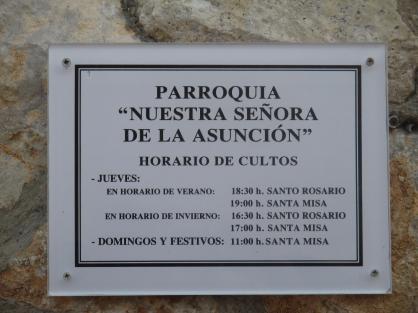 PARROQUIA
“NUESTRA SEÑORA
DE LA ASUNCIÓN”
HORARIO DE CULTOS
- JUEVES:
EN HORARIO DE VERANO: 18:30 h. SANTO ROSARIO
19:00 h. SANTA MISA
EN HORARIO DE INVIERNO: 16:30 h. SANTO ROSARIO
17:00 h. SANTA MISA
- DOMINGOS Y FESTIVOS: 11:00 h. SANTA MISA